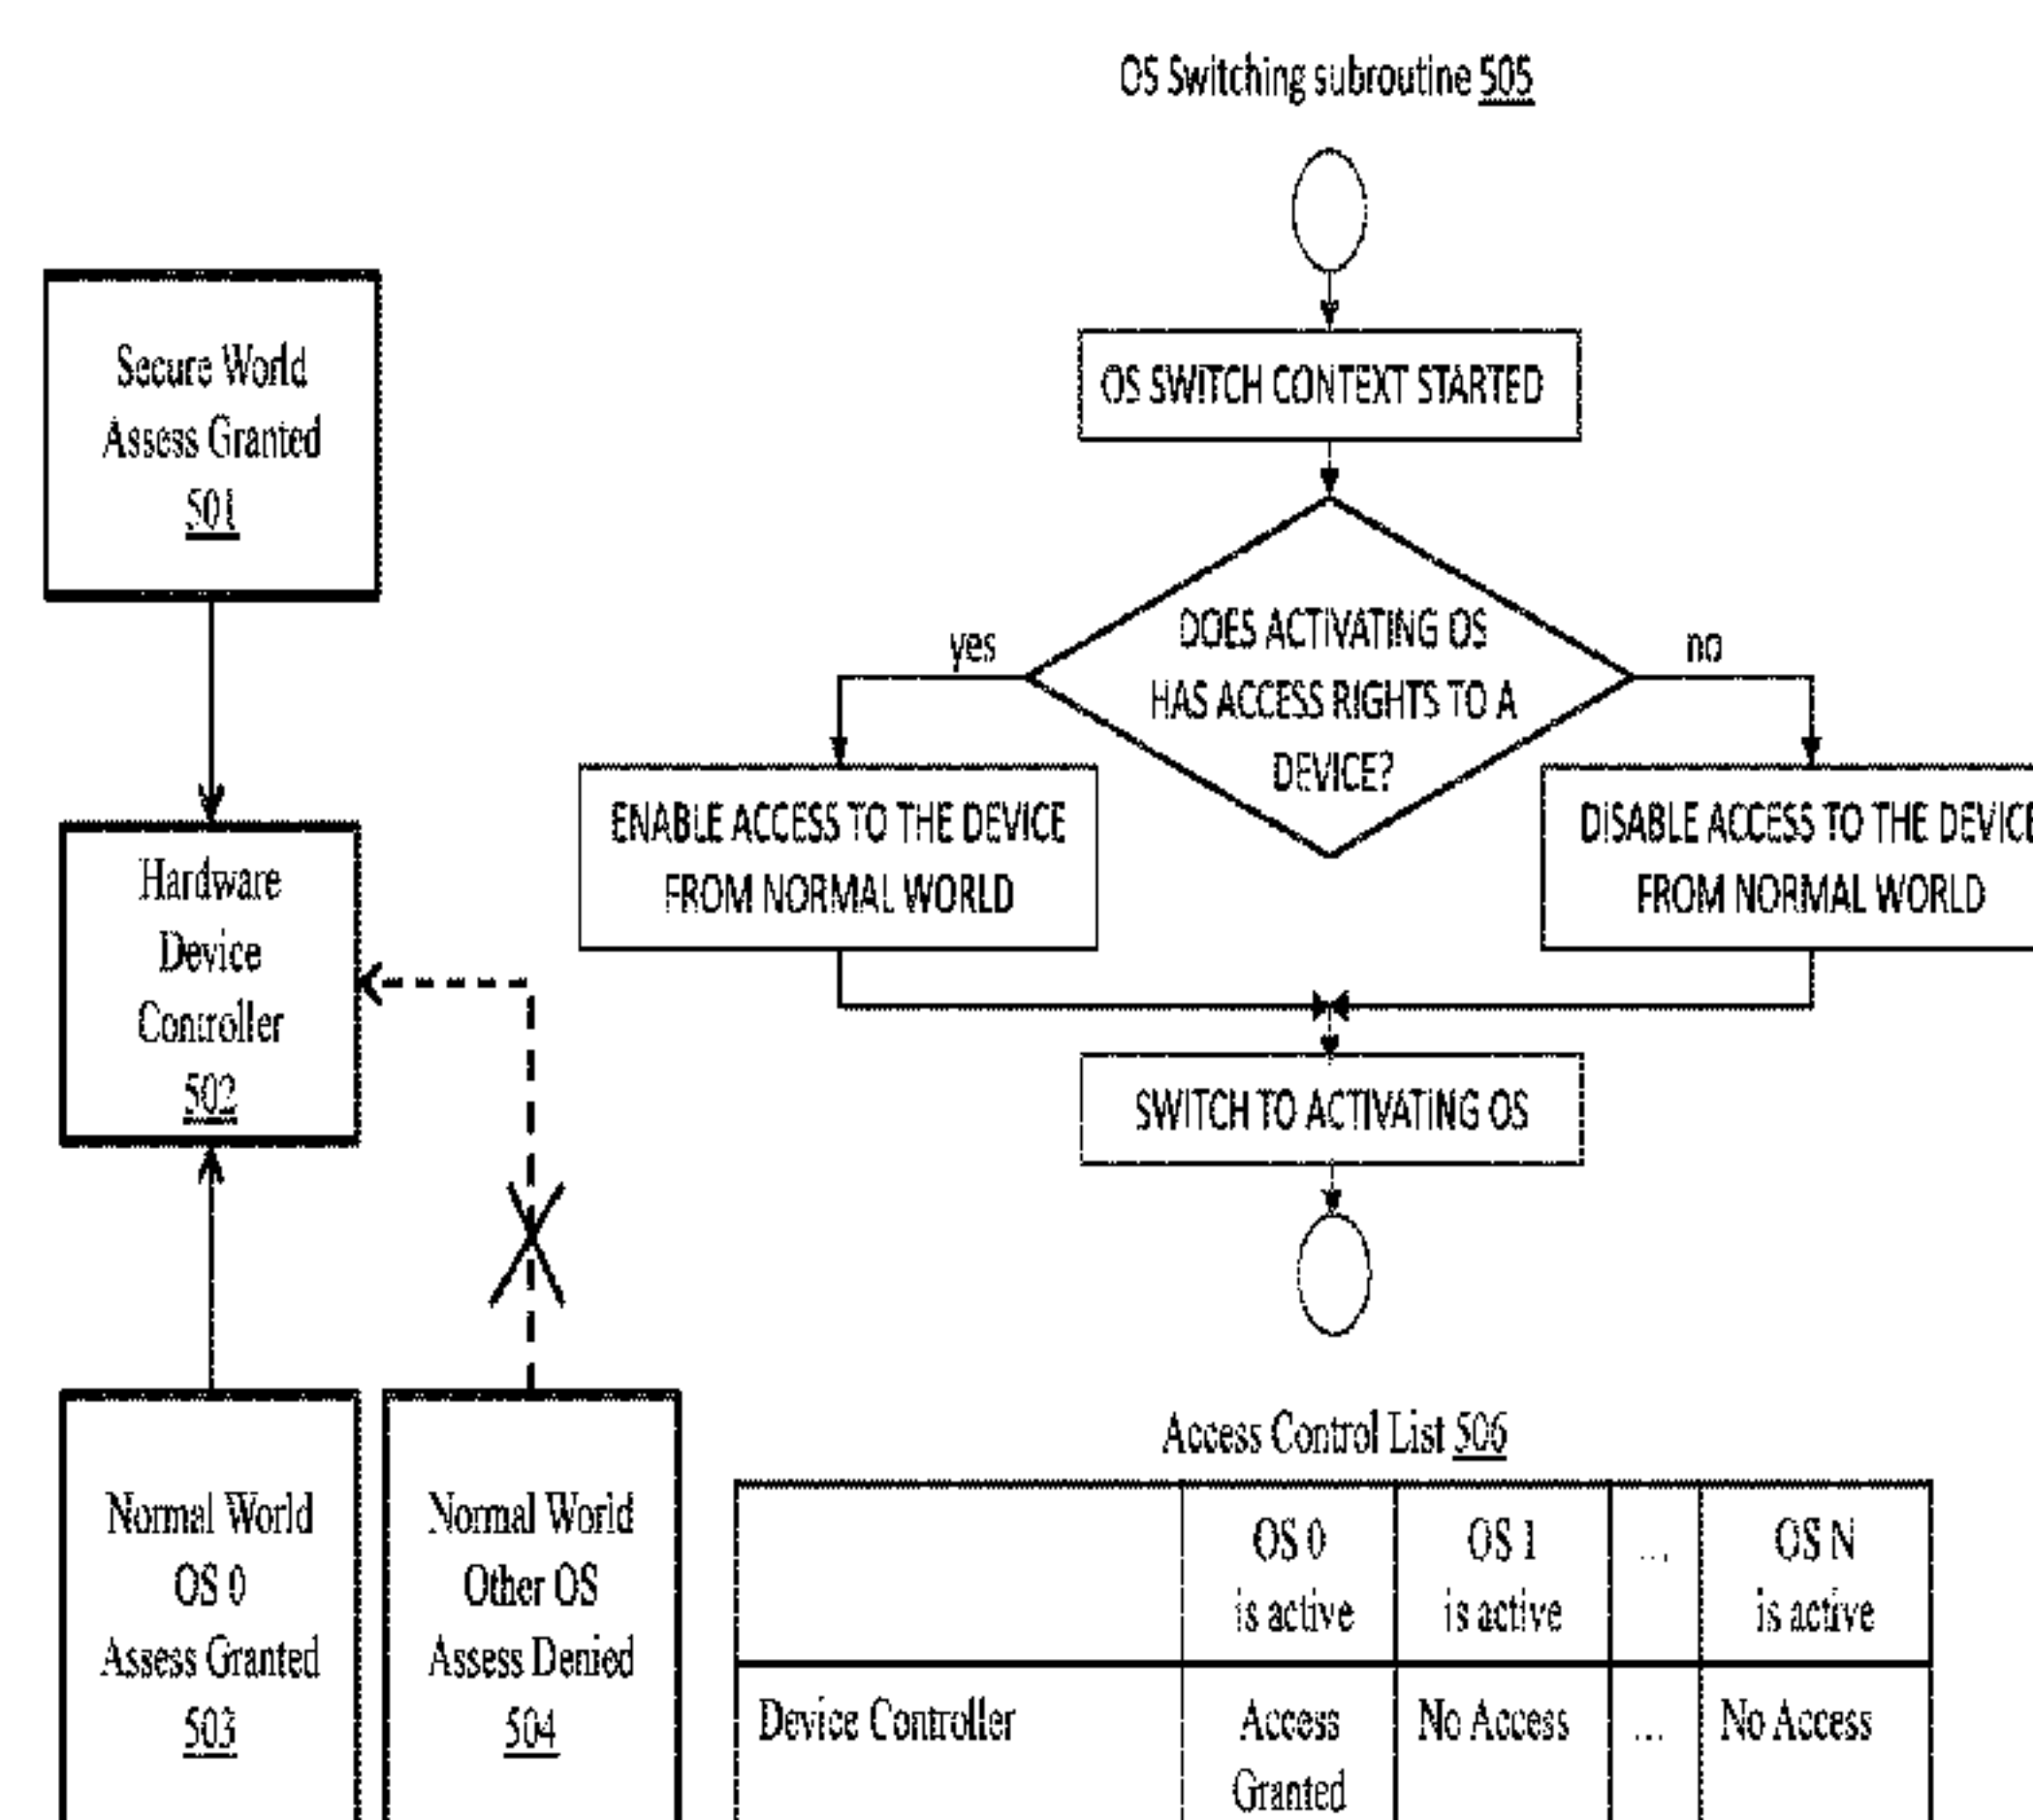 OS Switching subroutine 505
OS SWITCH CONTEXT STARTED
DOES ACTIVATING OS
HAS ACCESS RIGHTS TO A
DEVICE?
yes
no
ENABLE ACCESS TO THE DEVICE
FROM NORMAL WORLD
DISABLE ACCESS TO THE DEVICE
FROM NORMAL WORLD
SWITCH TO ACTIVATING OS
Secure World
Assess Granted
501
Hardware
Device
Controller
502
Normal World
OS 0
Assess Granted
503
Normal World
Other OS
Assess Denied
504
Access Control List 506
OS 0
is active
OS 1
is active
...
OS N
is active
Device Controller
Access
Granted
No Access
...
No Access